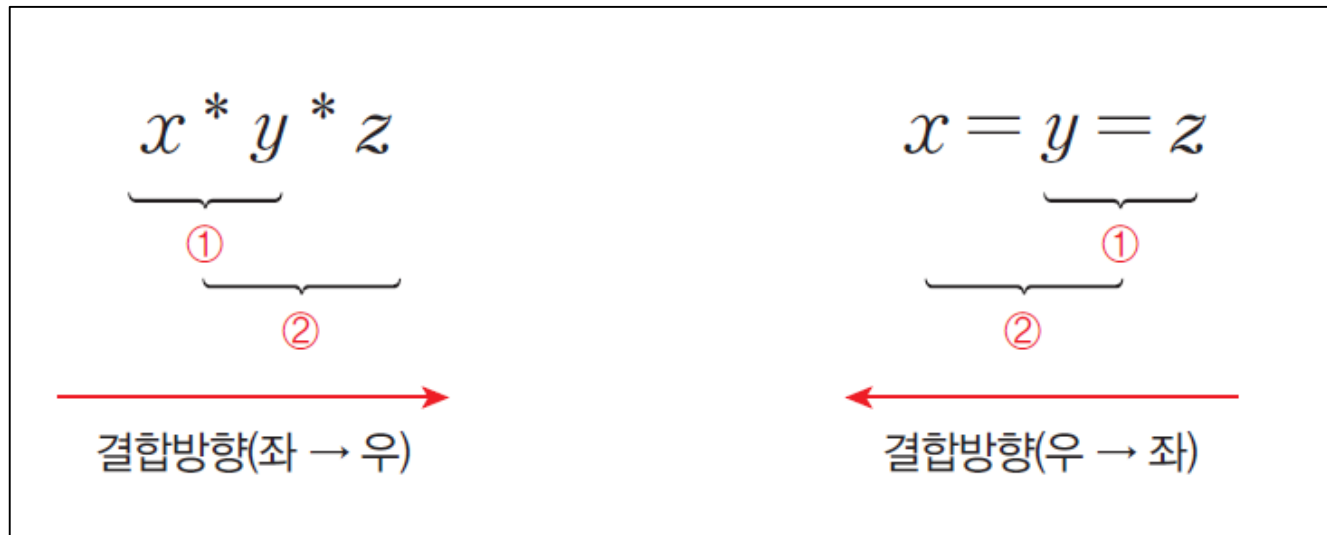 x * y * z
x = y = z
①
①
②
②
결합방향(좌 → 우)
결합방향(우 → 좌)